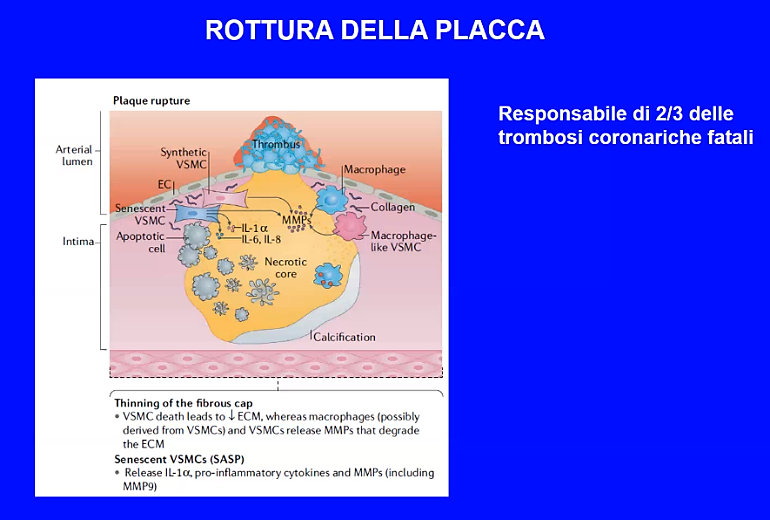 ROTTURA DELLA PLACCA
Responsabile di 2/3 delle
trombosi coronariche fatali
Plaque rupture
Arterial
lumen
Synthetic
VSMC
Thrombus
Macrophage
EC
Senescent
VSMC
MMPs
Collagen
Intima
Apoptotic
cell
IL-1α
IL-6, IL-8
Macrophage-
like VSMC
Necrotic
core
Calcification
Thinning of the fibrous cap
• VSMC death leads to ↓ ECM, whereas macrophages (possibly
derived from VSMCs) and VSMCs release MMPs that degrade
the ECM
Senescent VSMCs (SASP)
• Release IL-1α, pro-inflammatory cytokines and MMPs (including
MMP9)